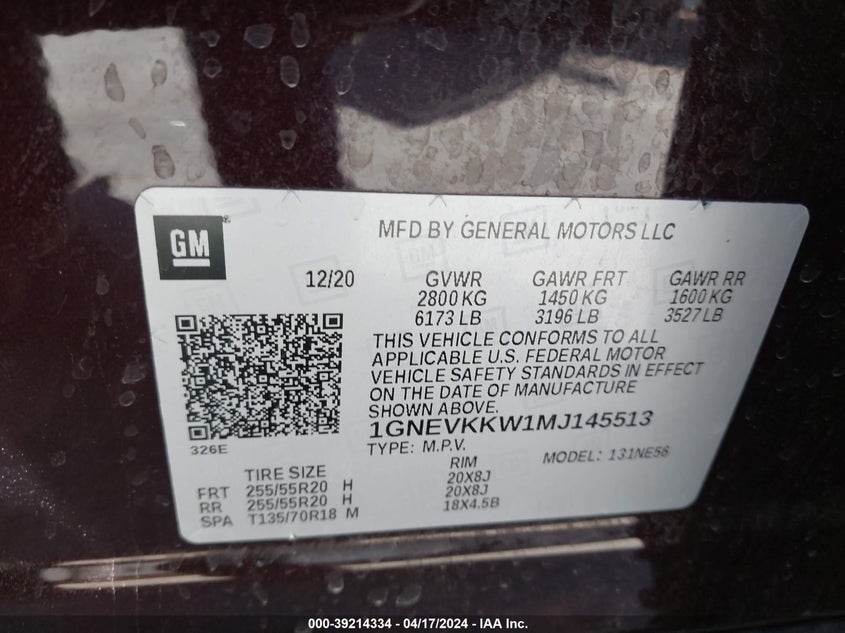 GM
MFD BY GENERAL MOTORS LLC
12/20 GVWR GAWR FRT GAWR RR
2800 KG 1450 KG 1600 KG
6173 LB 3196 LB 3527 LB
THIS VEHICLE CONFORMS TO ALL
APPLICABLE U.S. FEDERAL MOTOR
VEHICLE SAFETY STANDARDS IN EFFECT
ON THE DATE OF MANUFACTURE
SHOWN ABOVE.
1GNEVKKW1MJ145513
326E
TYPE: M.P.V. MODEL: 131NE56
TIRE SIZE RIM
FRT 255/55R20 H 20X8J
RR 255/55R20 H 20X8J
SPA T135/70R18 M 18X4.5B
000-39214334 - 04/17/2024 - IAA Inc.